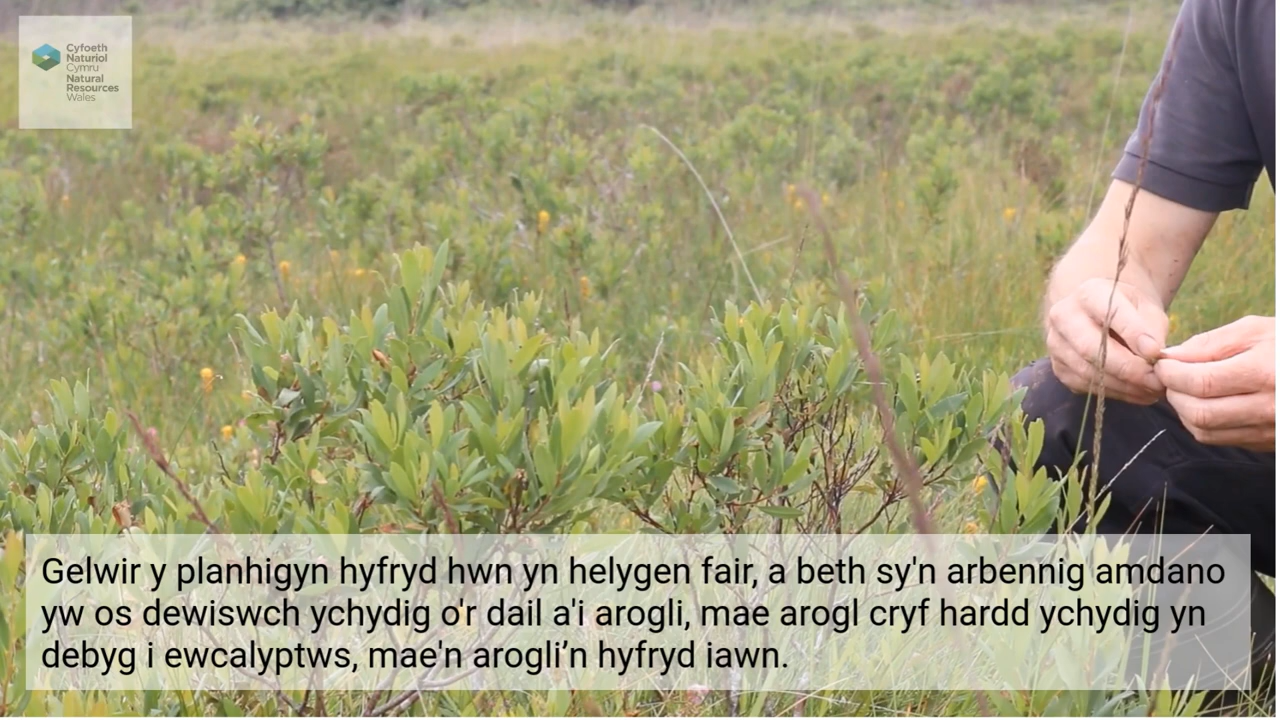 Cyfoeth
Naturiol
Cymru
Natural
Resources
Wales
Gelwir y planhigyn hyfryd hwn yn helygen fair, a beth sy'n arbennig amdano
yw os dewiswch ychydig o'r dail a'i arogli, mae arogl cryf hardd ychydig yn
debyg i ewcalyptws, mae'n arogli’n hyfryd iawn.